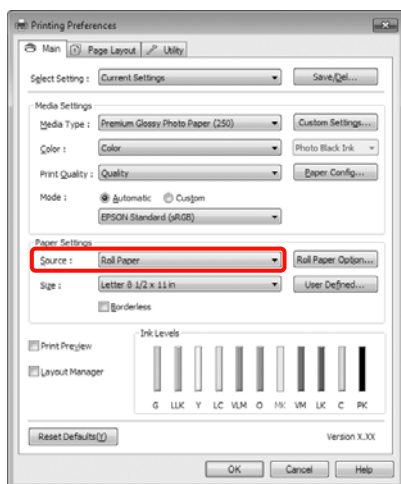 Printing Preferences
Main Page Layout Utility
Select Setting : Current Settings Save/Del...
Media Settings
Media Type : Premium Glossy Photo Paper (250) Custom Settings...
Color : Color Photo Black Ink
Print Quality : Quality Paper Config...
Mode : Automatic Custom
EPSON Standard (sRGB)
Paper Settings
Source : Roll Paper Roll Paper Option...
Size : Letter 8 1/2 x 11 in User Defined...
Borderless
Ink Levels
Print Preview
Layout Manager
G LLK Y LC VLM O MK VM LK C PK
Reset Defaults(Y) Version X.XX
OK Cancel Help